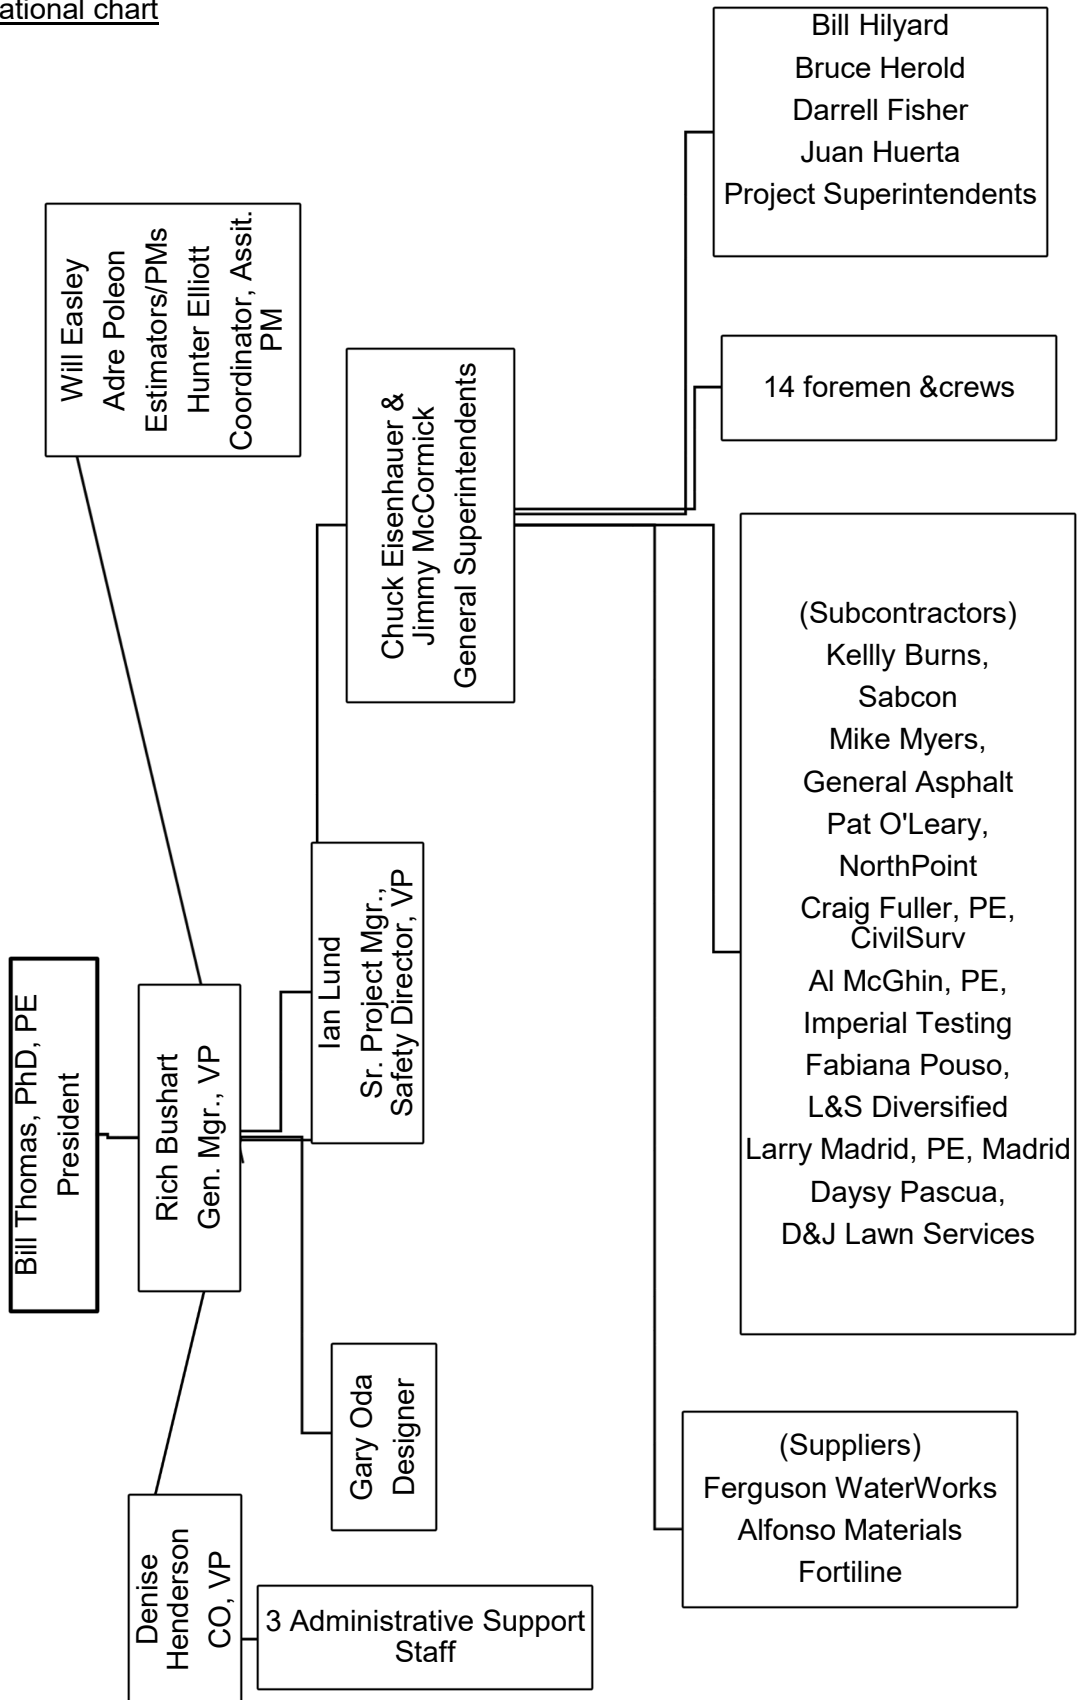 ational chart
Bill Thomas, PhD, PE
President
Rich Bushart
Gen. Mgr., VP
Will Easley
Adre Poleon
Estimators/PMs
Hunter Elliott
Coordinator, Assit.
PM
Ian Lund
Sr. Project Mgr.,
Safety Director, VP
Gary Oda
Designer
Denise
Henderson
CO, VP
3 Administrative Support
Staff
Chuck Eisenhauer &
Jimmy McCormick
General Superintendents
Bill Hilyard
Bruce Herold
Darrell Fisher
Juan Huerta
Project Superintendents
14 foremen &crews
(Subcontractors)
Kellly Burns,
Sabcon
Mike Myers,
General Asphalt
Pat O'Leary,
NorthPoint
Craig Fuller, PE,
CivilSurv
Al McGhin, PE,
Imperial Testing
Fabiana Pouso,
L&S Diversified
Larry Madrid, PE, Madrid
Daysy Pascua,
D&J Lawn Services
(Suppliers)
Ferguson WaterWorks
Alfonso Materials
Fortiline